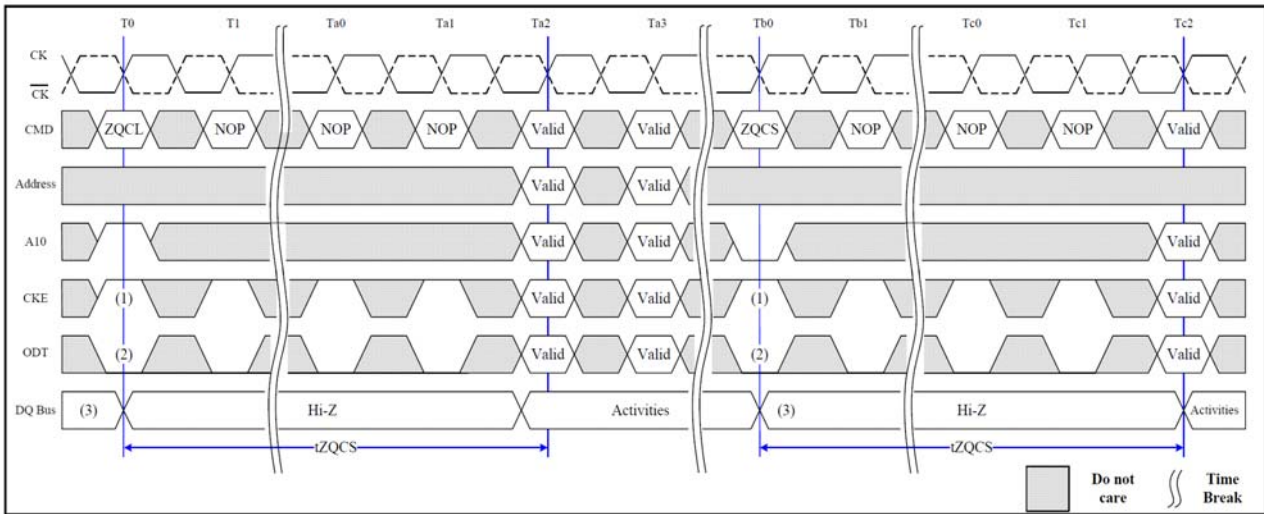 T0 T1 Ta0 Ta1 Ta2 Ta3 Tb0 Tb1 Tc0 Tc1 Tc2
CK
CK
CMD ZQCL NOP NOP NOP Valid Valid ZQCS NOP NOP NOP Valid
Address Valid Valid
A10 Valid Valid Valid
CKE (1) Valid Valid (1) Valid
ODT (2) Valid Valid (2) Valid
DQ Bus (3) Hi-Z Activities (3) Hi-Z Activities
tZQCS tZQCS
Do not care Time Break